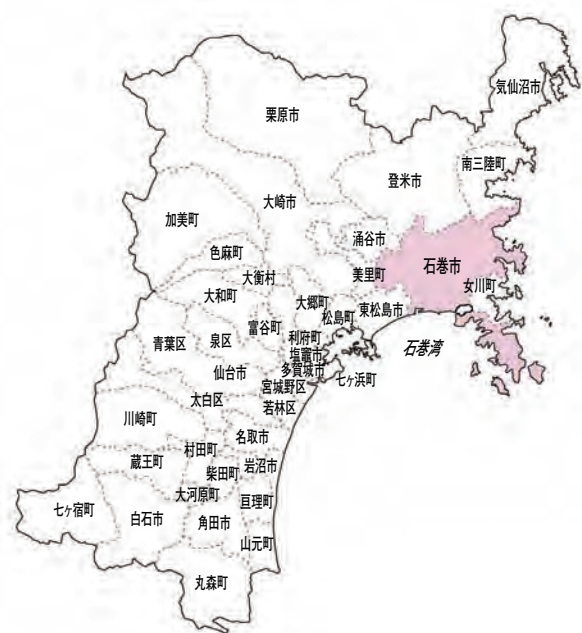 気仙沼市
栗原市
南三陸町
登米市
大崎市
加美町
涌谷市
色麻町
石巻市
美里町
大衡村
女川町
大和町
大郷町
東松島市
松島町
富谷町
利府町
石巻湾
青葉区
泉区
塩竈市
多賀城市
仙台市
七ヶ浜町
宮城野区
太白区
若林区
川崎町
名取市
村田町
蔵王町
岩沼市
柴田町
大河原町
亘理町
七ヶ宿町
白石市
角田市
山元町
丸森町